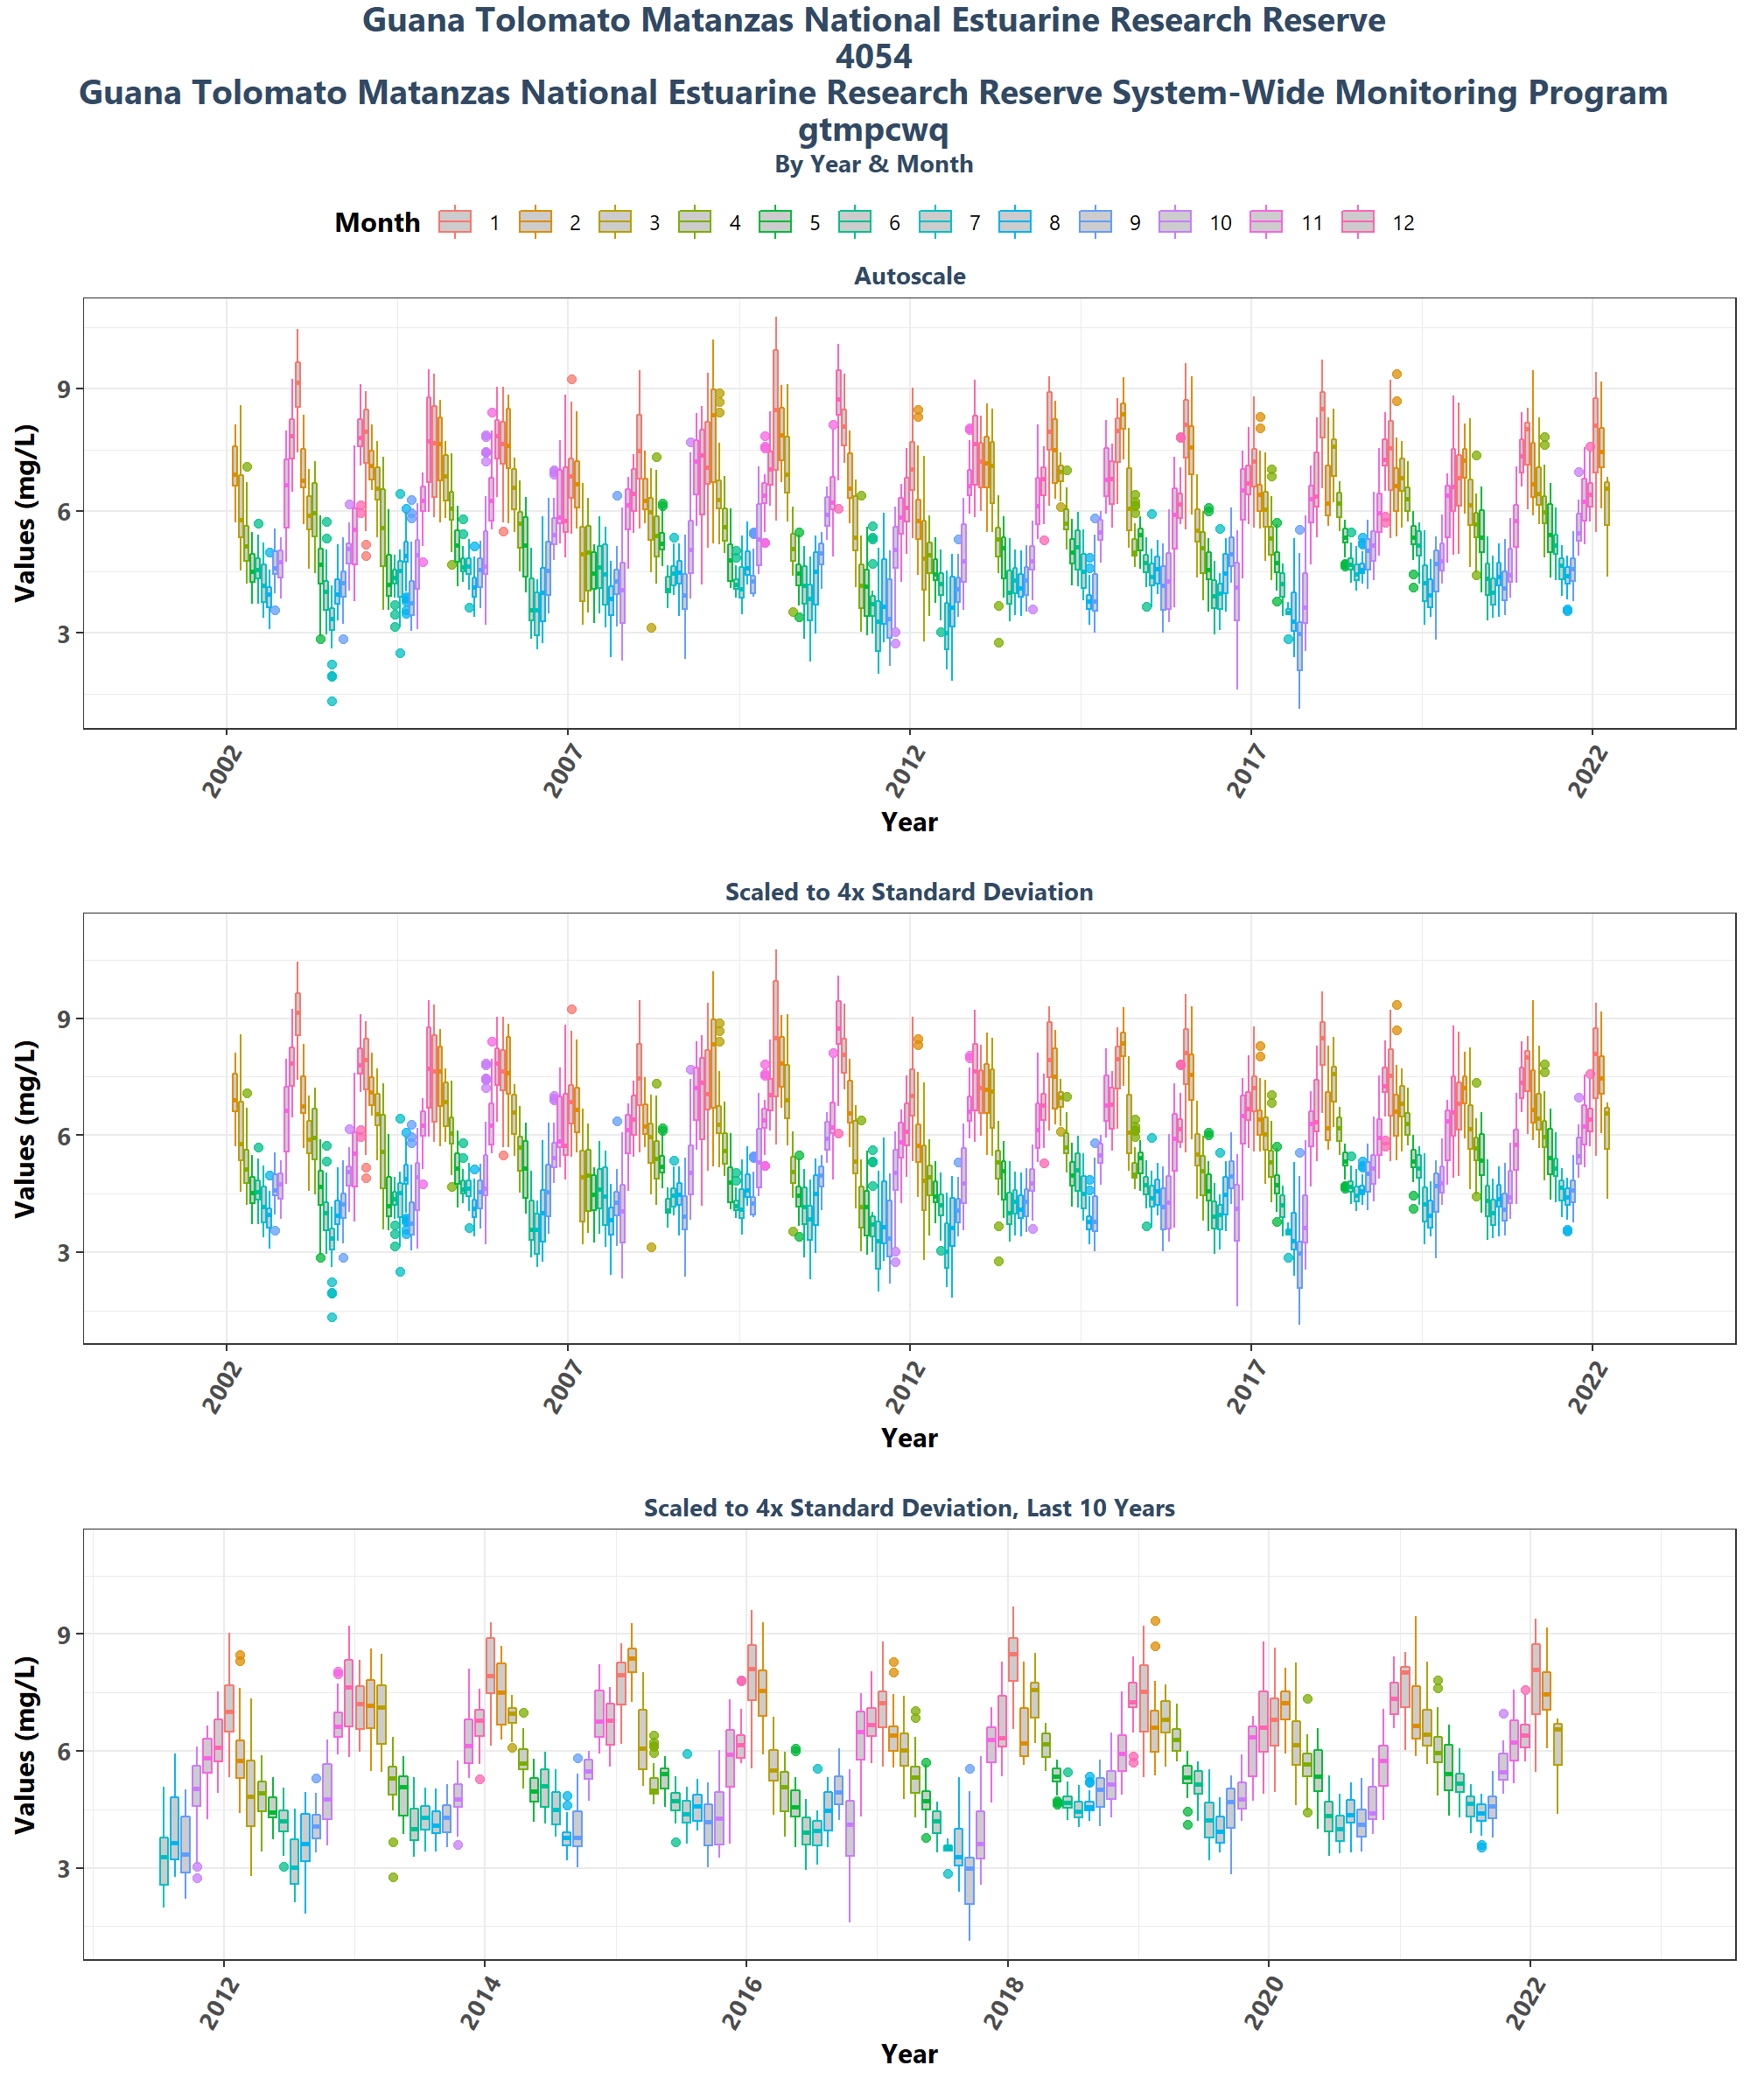 Guana Tolomato Matanzas National Estuarine Research Reserve
4054
Guana Tolomato Matanzas National Estuarine Research Reserve System-Wide Monitoring Program
gtmpcwq
By Year & Month
Month 1 2 3 4 5 6 7 8 9 10 11 12
Autoscale
Values (mg/L)
9
6
3
2002 2007 2012 2017 2022
Year
Scaled to 4x Standard Deviation
Values (mg/L)
9
6
3
2002 2007 2012 2017 2022
Year
Scaled to 4x Standard Deviation, Last 10 Years
Values (mg/L)
9
6
3
2012 2014 2016 2018 2020 2022
Year